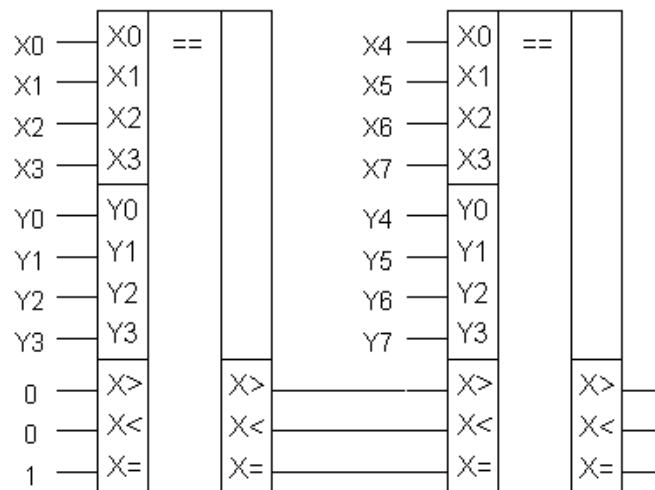 X0 X0 == X4 X0 ==
X1 X1 X5 X1
X2 X2 X6 X2
X3 X3 X7 X3
Y0 Y0 Y4 Y0
Y1 Y1 Y5 Y1
Y2 Y2 Y6 Y2
Y3 Y3 Y7 Y3
0 X> X> X> X>
0 X< X< X< X<
1 X= X= X= X=